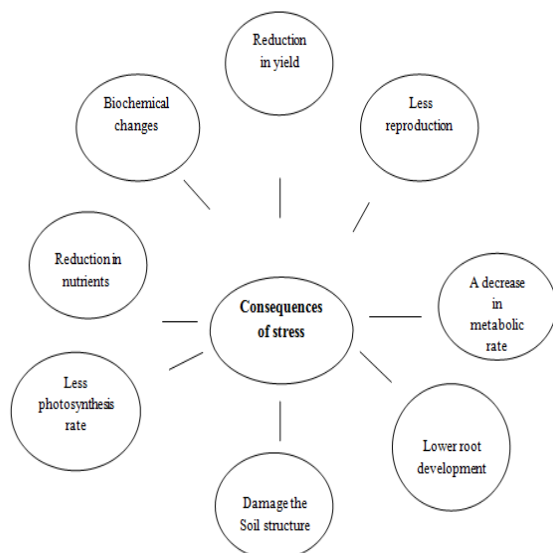 Reduction
in yield
Biochemical
changes
Less
reproduction
Reduction in
nutrients
Consequences
of stress
A decrease
in
metabolic
rate
Less
photosynthesis
rate
Lower root
development
Damage the
Soil structure